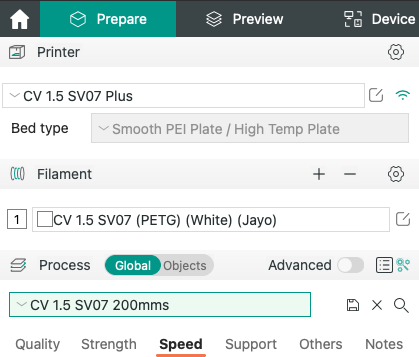 Prepare Preview Device
Printer
CV 1.5 SV07 Plus
Bed type Smooth PEI Plate / High Temp Plate
Filament
1 CV 1.5 SV07 (PETG) (White) (Jayo)
Process Global Objects Advanced
CV 1.5 SV07 200mms
Quality Strength Speed Support Others Notes